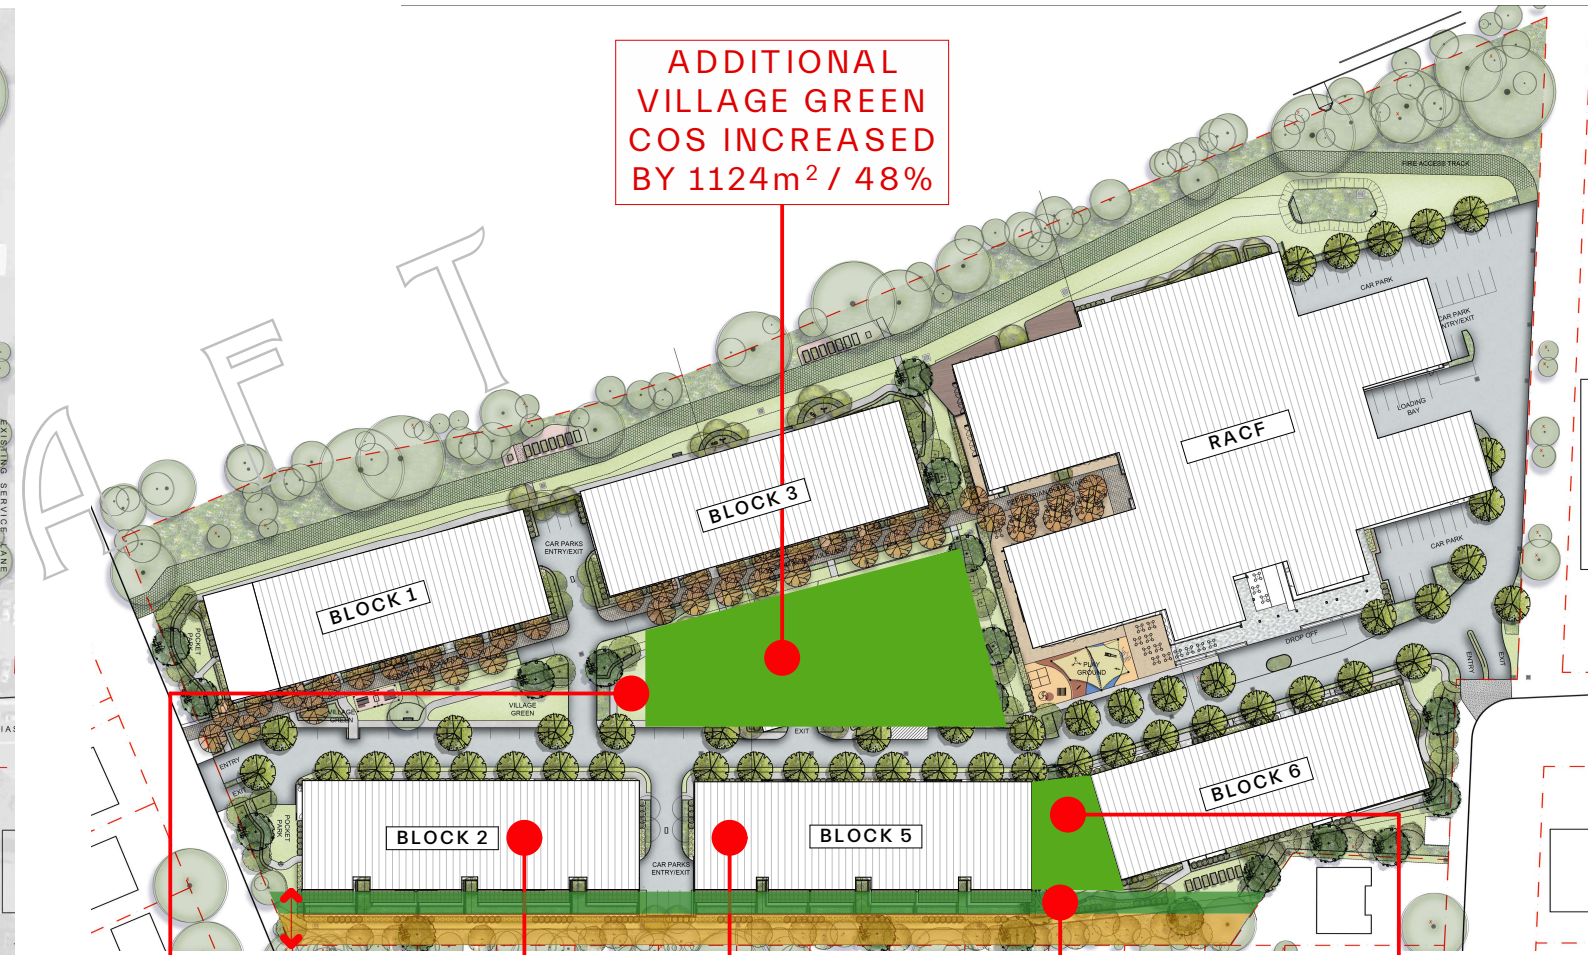 ADDITIONAL
VILLAGE GREEN
COS INCREASED
BY 1124m² / 48%
FIRE ACCESS TRACK
AFT
CAR PARK
CAR PARK
ENTRY/EXIT
LOADING
BAY
RACF
EXISTING SERVICE LANE
BLOCK 3
CAR PARKS
ENTRY/EXIT
CAR PARK
BLOCK 1
POCKET
PARK
DROP OFF
PLAY
GROUND
ENTRY
EXIT
VILLAGE
GREEN
VILLAGE
GREEN
EXIT
ENTRY
EXIT
BLOCK 6
POCKET
PARK
BLOCK 2
BLOCK 5
CAR PARKS
ENTRY/EXIT